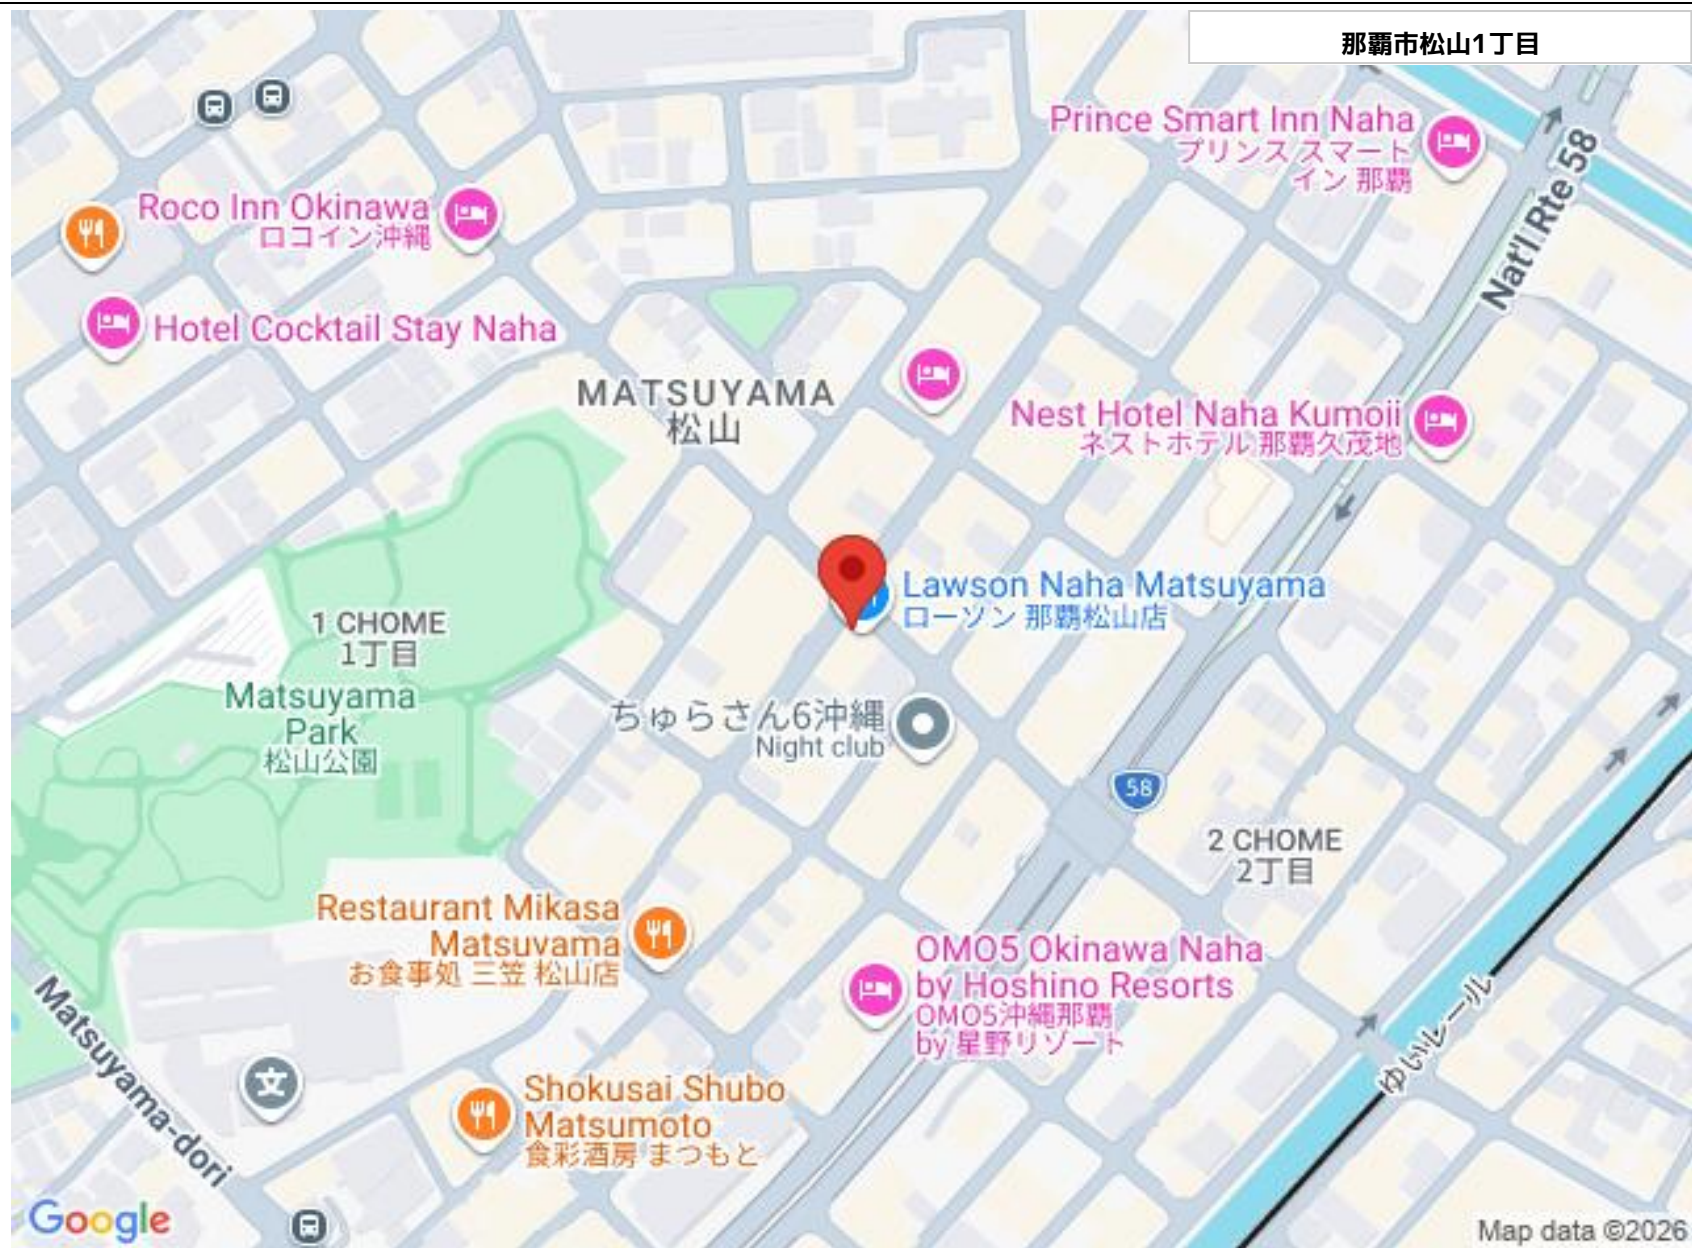 那覇市松山1丁目
Prince Smart Inn Naha
プリンス スマート
イン 那覇
Nat'l Rte 58
Roco Inn Okinawa
ロコイン沖縄
Hotel Cocktail Stay Naha
MATSUYAMA
松山
Nest Hotel Naha Kumoji
ネストホテル那覇久茂地
Lawson Naha Matsuyama
ローソン 那覇松山店
1 CHOME
1丁目
Matsuyama
Park
松山公園
ちゅらさん6沖縄
Night club
58
2 CHOME
2丁目
Restaurant Mikasa
Matsuyama
お食事処 三笠 松山店
OMO5 Okinawa Naha
by Hoshino Resorts
OMO5沖縄那覇
by 星野リゾート
ゆいレール
Matsuyama-dori
文
Shokusai Shubo
Matsumoto
食彩酒房 まつもと
Google
Map data ©2026